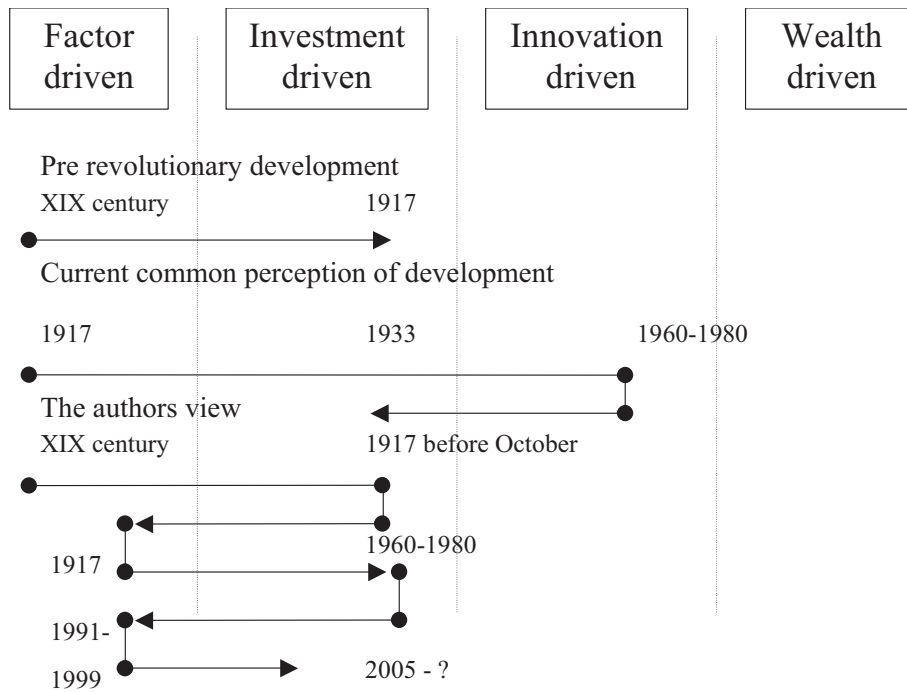 Factor
driven
Investment
driven
Innovation
driven
Wealth
driven
Pre revolutionary development
XIX century
1917
Current common perception of development
1917
1933
1960-1980
The authors view
XIX century
1917 before October
1917
1960-1980
1991-
1999
2005 - ?